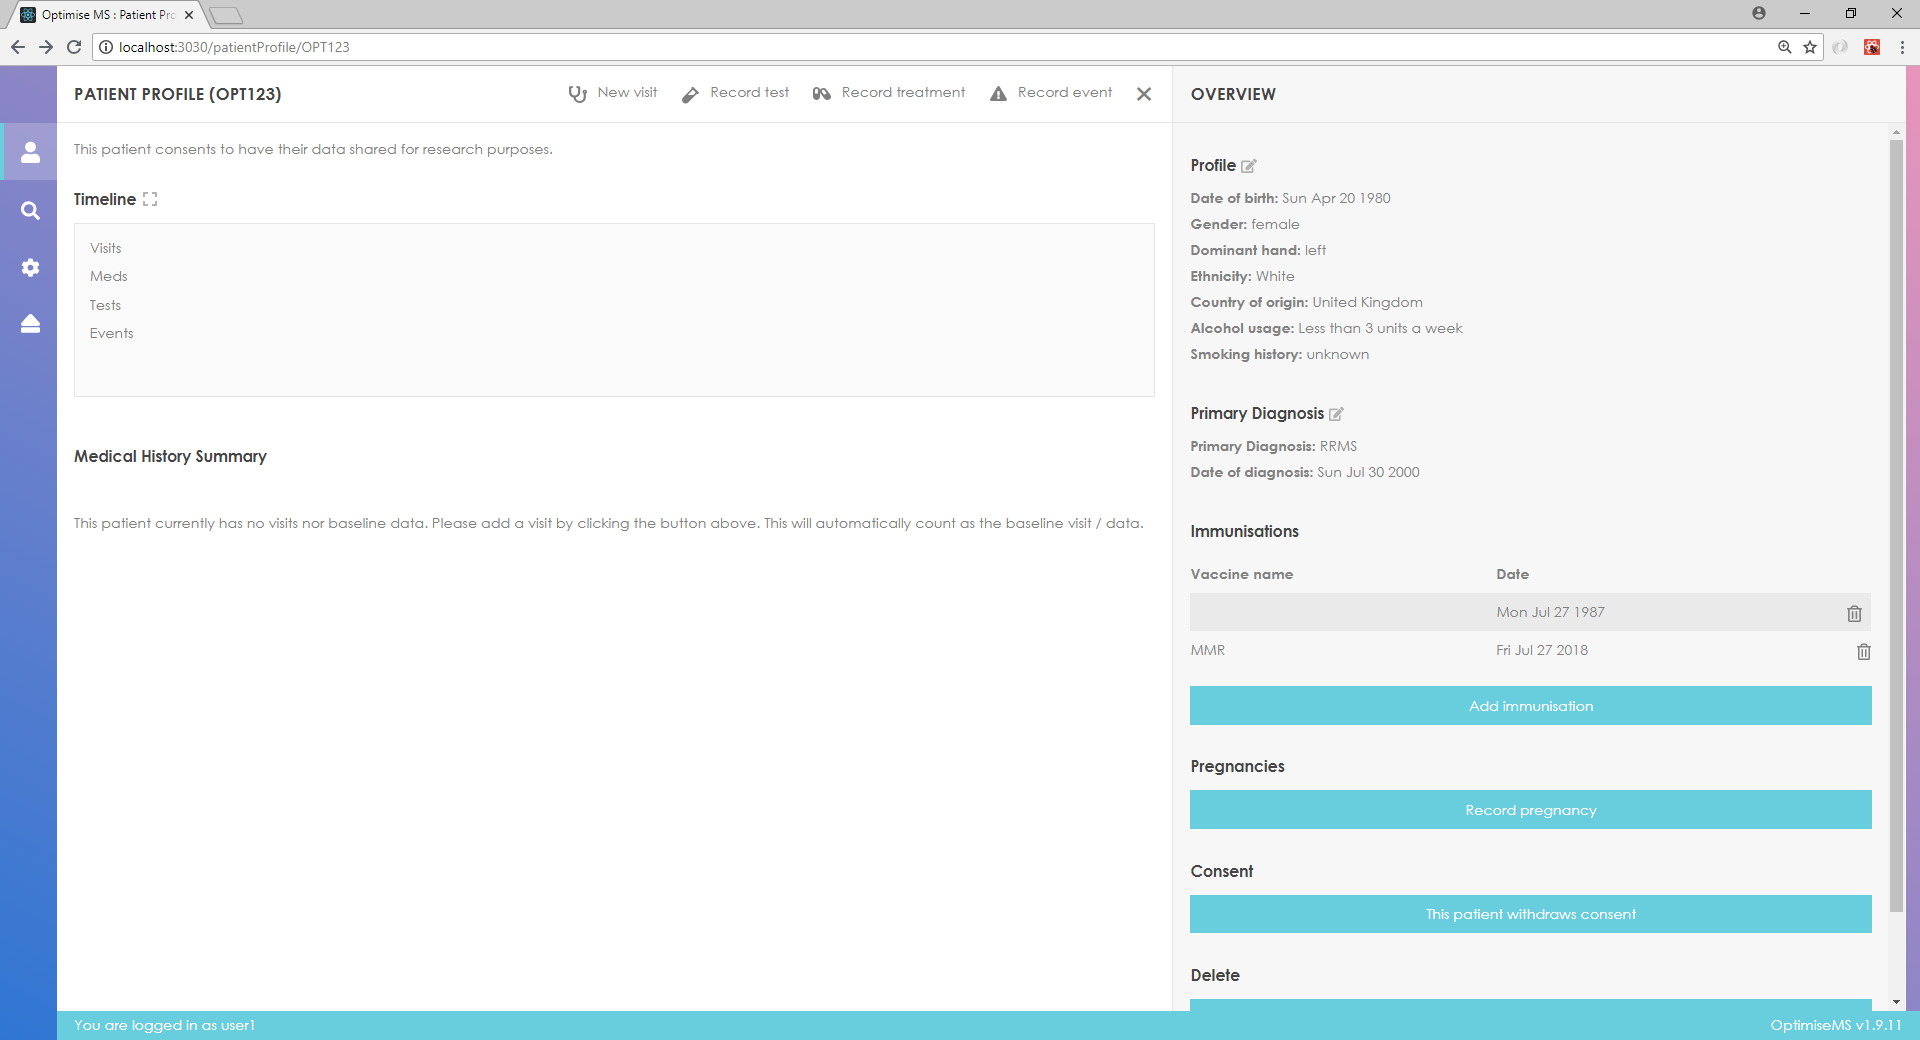 Optimise MS : Patient Pro
localhost:3030/patientProfile/OPT123
PATIENT PROFILE (OPT123)
New visit
Record test
Record treatment
Record event
OVERVIEW
This patient consents to have their data shared for research purposes.
Timeline
Visits
Meds
Tests
Events
Medical History Summary
This patient currently has no visits nor baseline data. Please add a visit by clicking the button above. This will automatically count as the baseline visit / data.
Profile
Date of birth: Sun Apr 20 1980
Gender: female
Dominant hand: left
Ethnicity: White
Country of origin: United Kingdom
Alcohol usage: Less than 3 units a week
Smoking history: unknown
Primary Diagnosis
Primary Diagnosis: RRMS
Date of diagnosis: Sun Jul 30 2000
Immunisations
Vaccine name Date
Mon Jul 27 1987
MMR Fri Jul 27 2018
Add immunisation
Pregnancies
Record pregnancy
Consent
This patient withdraws consent
Delete
You are logged in as user1
OptimiseMS v1.9.11